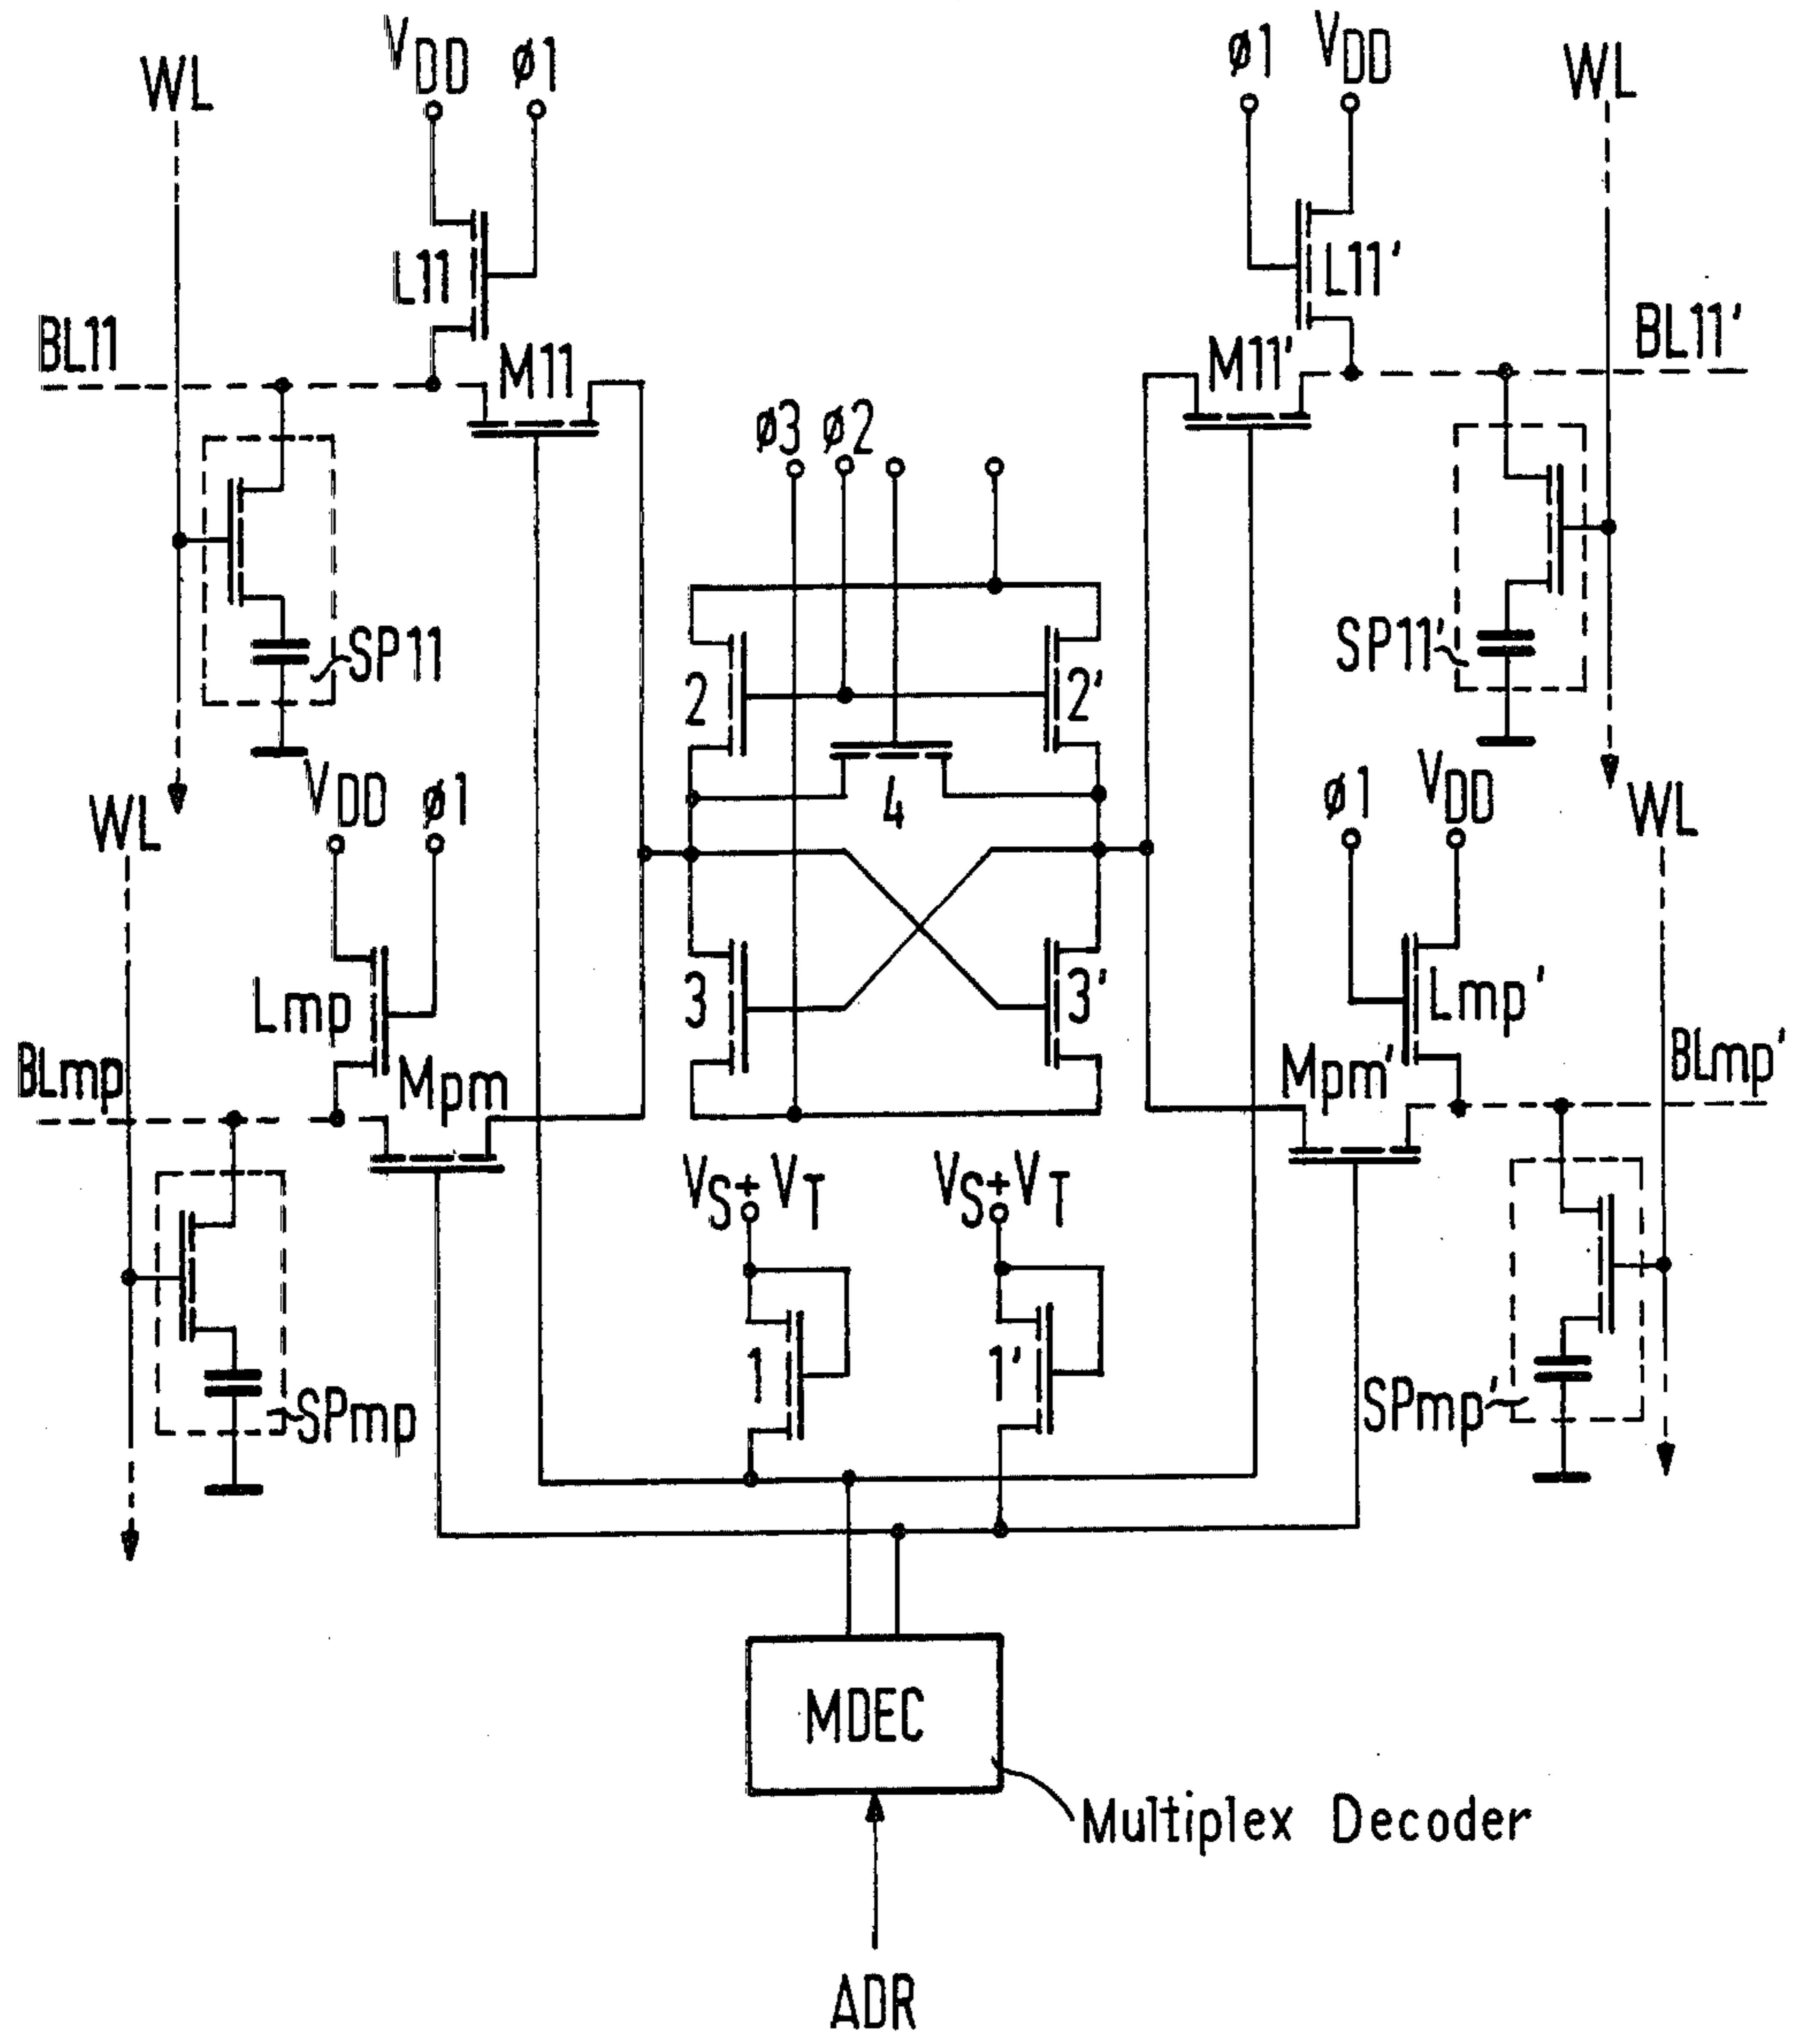 VDD ø1 ø1 VDD
WL WL
L11 L11'
BL11 M11 M11' BL11'
ø3 ø2
SP11 SP11'
2 2'
4
VDD ø1 ø1 VDD
WL WL
Lmp 3 3' Lmp'
BLmp Mpm Mpm' BLmp'
VS+VT VS+VT
1 1'
SPmp SPmp'
MDEC
Multiplex Decoder
ADR